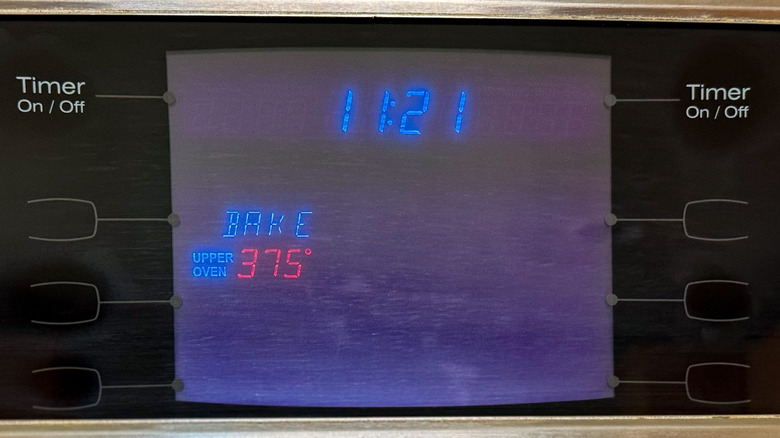 Timer
On / Off
11:21
Timer
On / Off
BAKE
UPPER
OVEN
375°